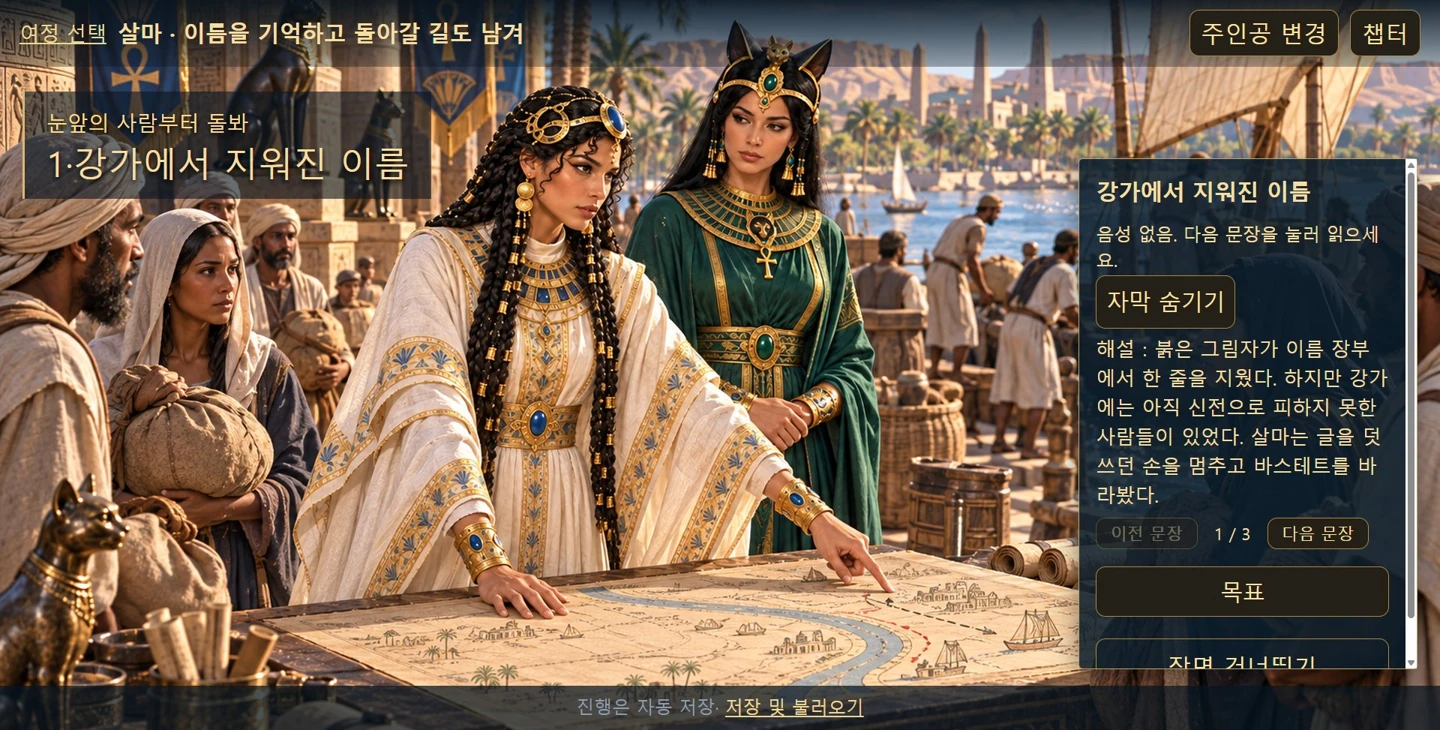 여정 선택 살마 · 이름을 기억하고 돌아갈 길도 남겨
주인공 변경
챕터
눈앞의 사람부터 돌봐
1·강가에서 지워진 이름
강가에서 지워진 이름
음성 없음. 다음 문장을 눌러 읽으세
요.
자막 숨기기
해설 : 붉은 그림자가 이름 장부
에서 한 줄을 지웠다. 하지만 강가
에는 아직 신전으로 피하지 못한
사람들이 있었다. 살마는 글을 덧
쓰던 손을 멈추고 바스테트를 바
라봤다.
이전 문장 1 / 3 다음 문장
목표
장면 건너뛰기
진행은 자동 저장· 저장 및 불러오기